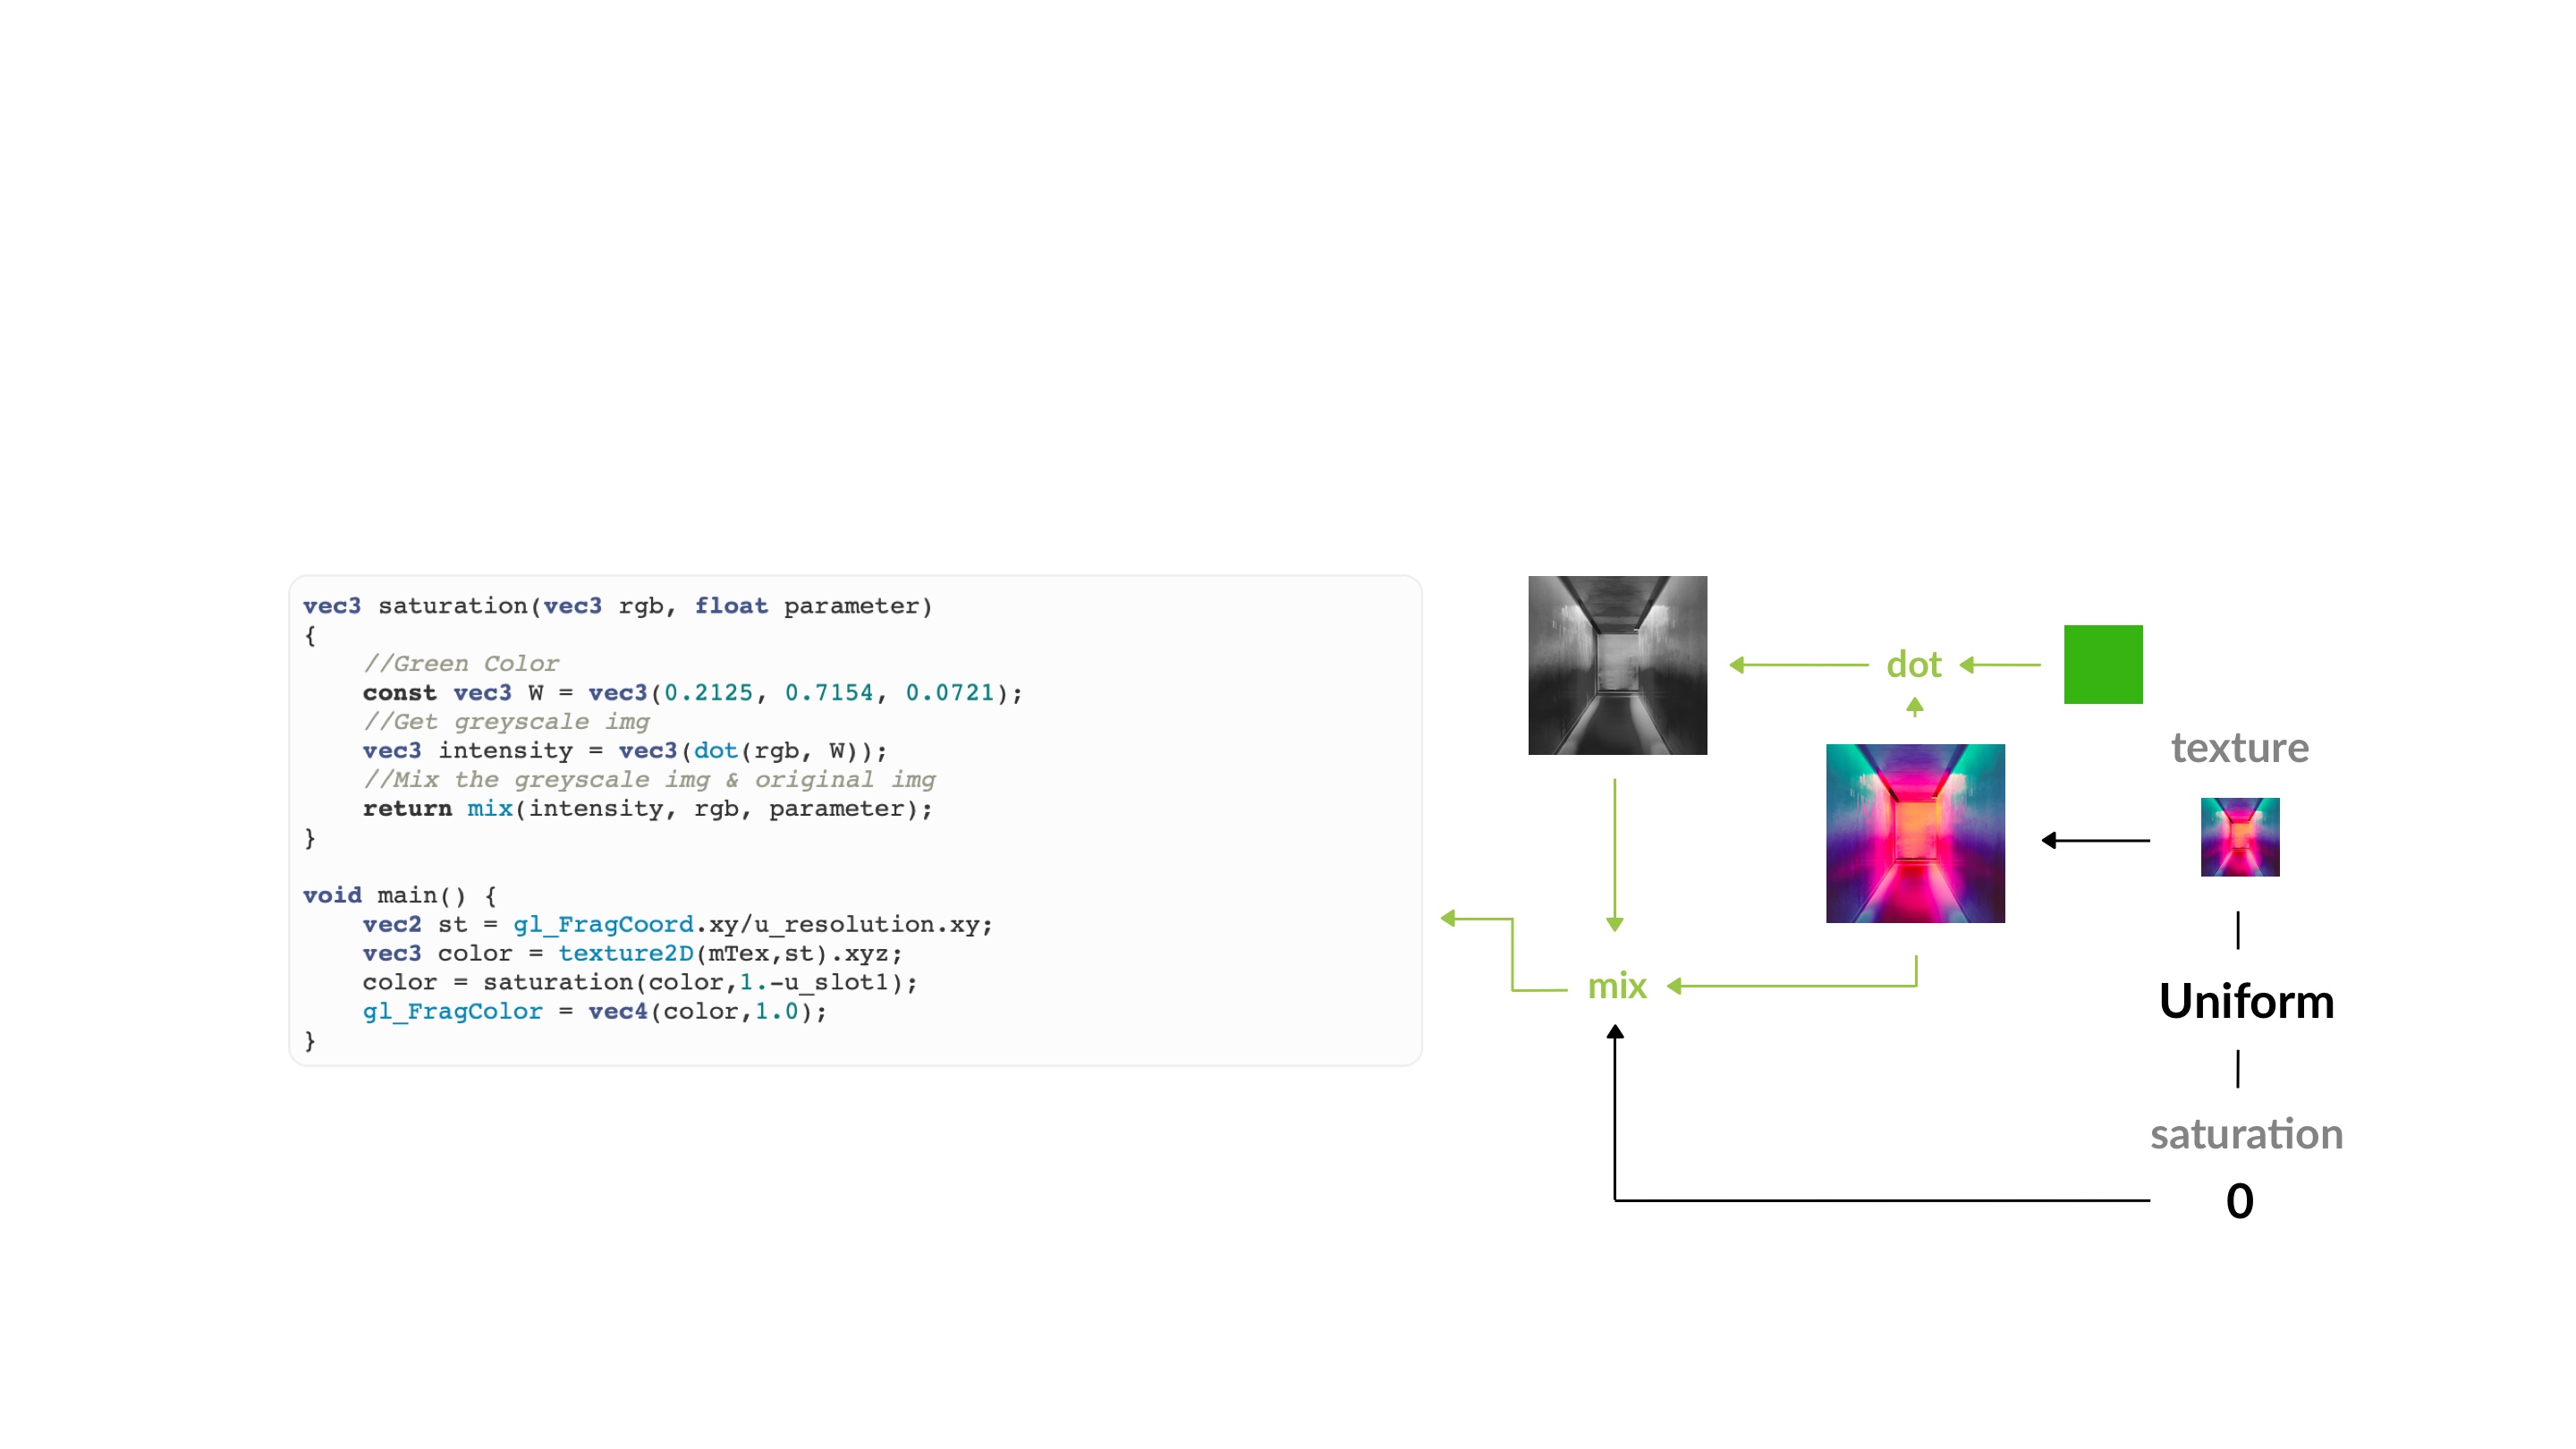 vec3 saturation(vec3 rgb, float parameter)
{
    //Green Color
    const vec3 W = vec3(0.2125, 0.7154, 0.0721);
    //Get greyscale img
    vec3 intensity = vec3(dot(rgb, W));
    //Mix the greyscale img & original img
    return mix(intensity, rgb, parameter);
}
void main() {
    vec2 st = gl_FragCoord.xy/u_resolution.xy;
    vec3 color = texture2D(mTex,st).xyz;
    color = saturation(color,1.-u_slot1);
    gl_FragColor = vec4(color,1.0);
}
dot
texture
mix
Uniform
saturation
0